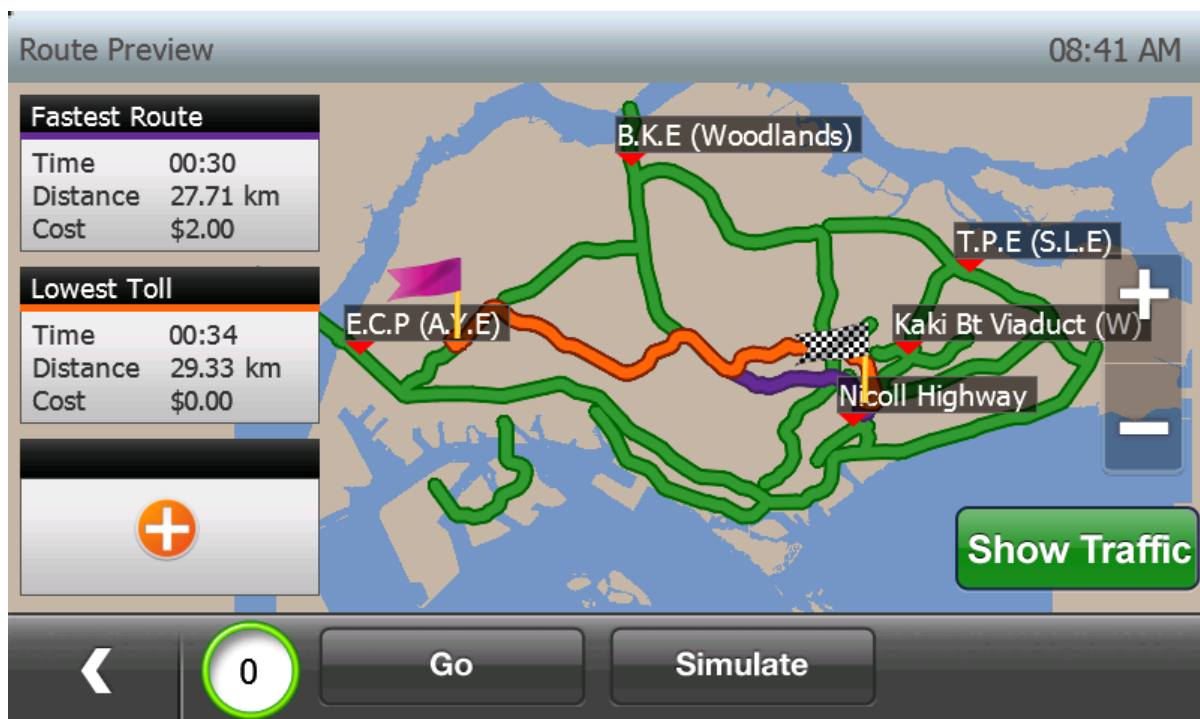 Route Preview
08:41 AM
Fastest Route
Time 00:30
Distance 27.71 km
Cost $2.00
Lowest Toll
Time 00:34
Distance 29.33 km
Cost $0.00
B.K.E (Woodlands)
T.P.E (S.L.E)
E.C.P (A.Y.E)
Kaki Bt Viaduct (W)
Nicoll Highway
Show Traffic
0
Go
Simulate